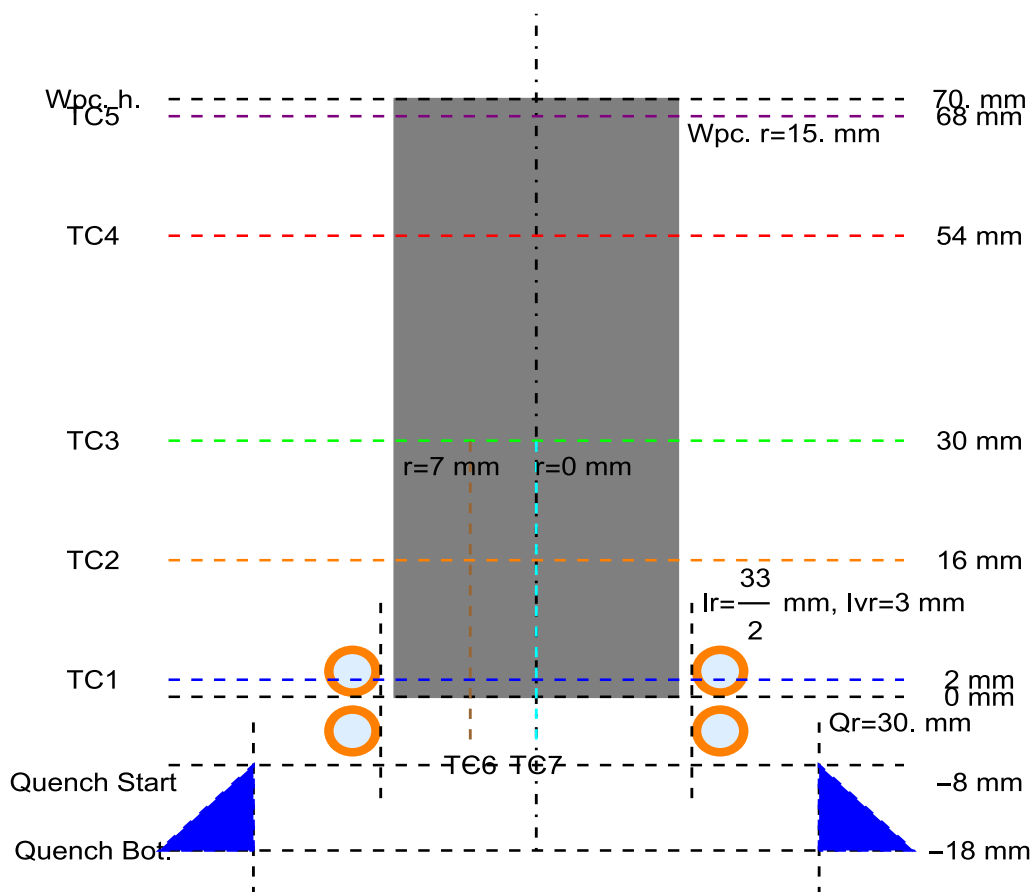 Wpc. h. 70. mm
TC5 68 mm
Wpc. r=15. mm
TC4 54 mm
TC3 30 mm
r=7 mm r=0 mm
TC2 16 mm
Ir=33/2 mm, Ivr=3 mm
TC1 2 mm
0 mm
Qr=30. mm
TC6 TC7
Quench Start −8 mm
Quench Bot. −18 mm